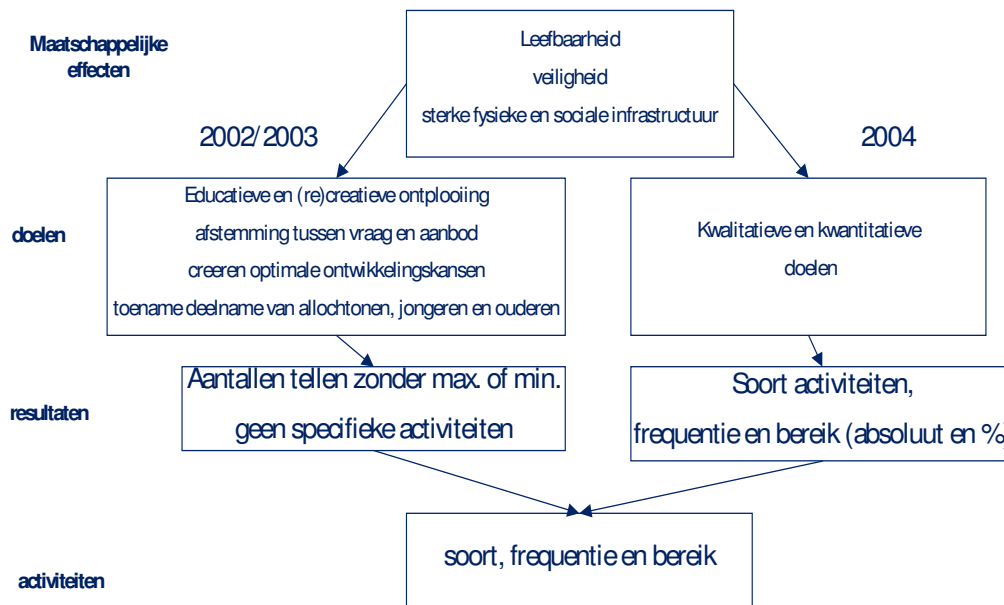 Maatschappelijke
effecten
Leefbaarheid
veiligheid
sterke fysieke en sociale infrastructuur
2002/2003
2004
doelen
Educatieve en (re)creatieve ontplooiing
afstemming tussen vraag en aanbod
creeren optimale ontwikkelingskansen
toename deelname van allochtonen, jongeren en ouderen
Kwalitatieve en kwantitatieve
doelen
resultaten
Aantallen tellen zonder max. of min.
geen specifieke activiteiten
Soort activiteiten,
frequentie en bereik (absoluut en %)
activiteiten
soort, frequentie en bereik